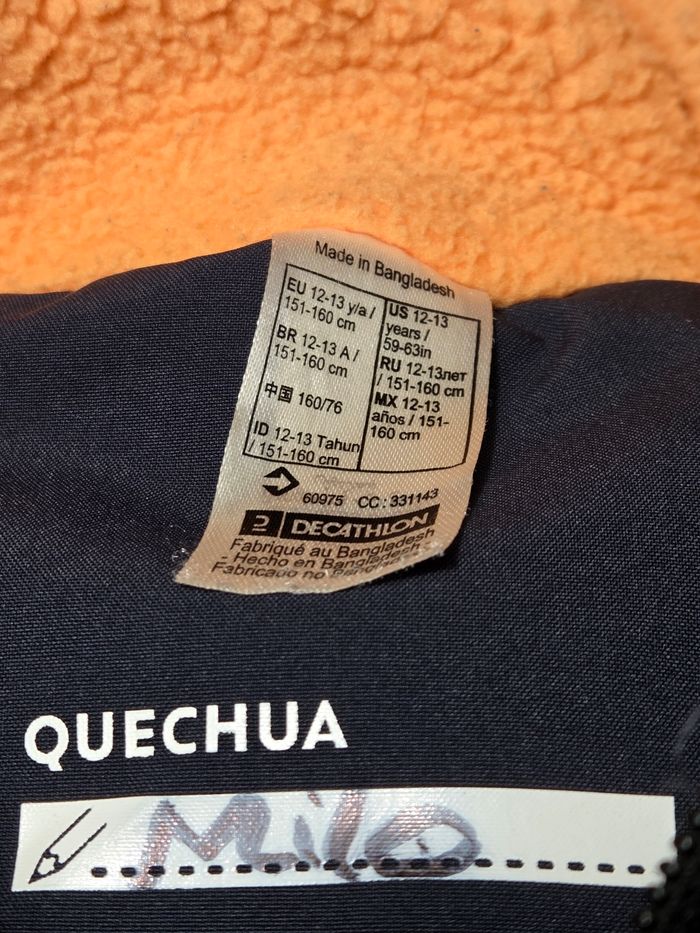 Made in Bangladesh
EU 12-13 y/a /
151-160 cm
BR 12-13 A /
151-160 cm
中国 160/76
ID 12-13 Tahun
/ 151-160 cm
US 12-13
years /
59-63in
RU 12-13лет
/ 151-160 cm
MX 12-13
años / 151-
160 cm
60975 CC: 331143
DECATHLON
Fabriqué au Bangladesh
- Hecho en Bangladesh -
Fabricado no Bangladesh
QUECHUA
Milo